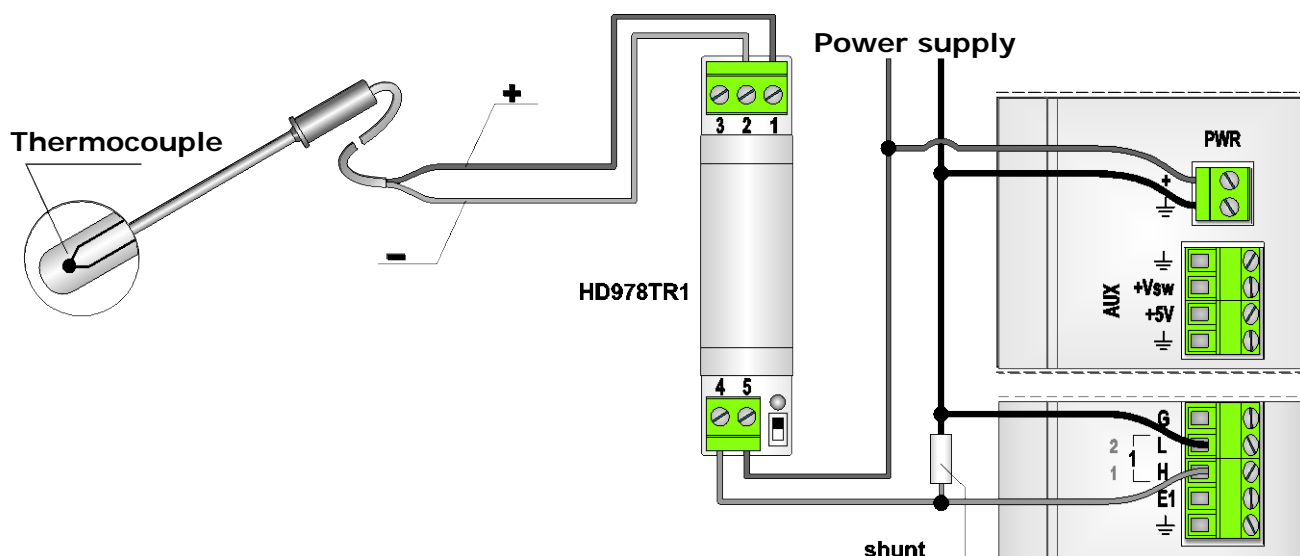 Power supply
+
Thermocouple
-
3 2 1
HD978TR1
4 5
PWR
+
AUX
+Vsw
+5V
G
2 L
1
1 H
E1
shunt